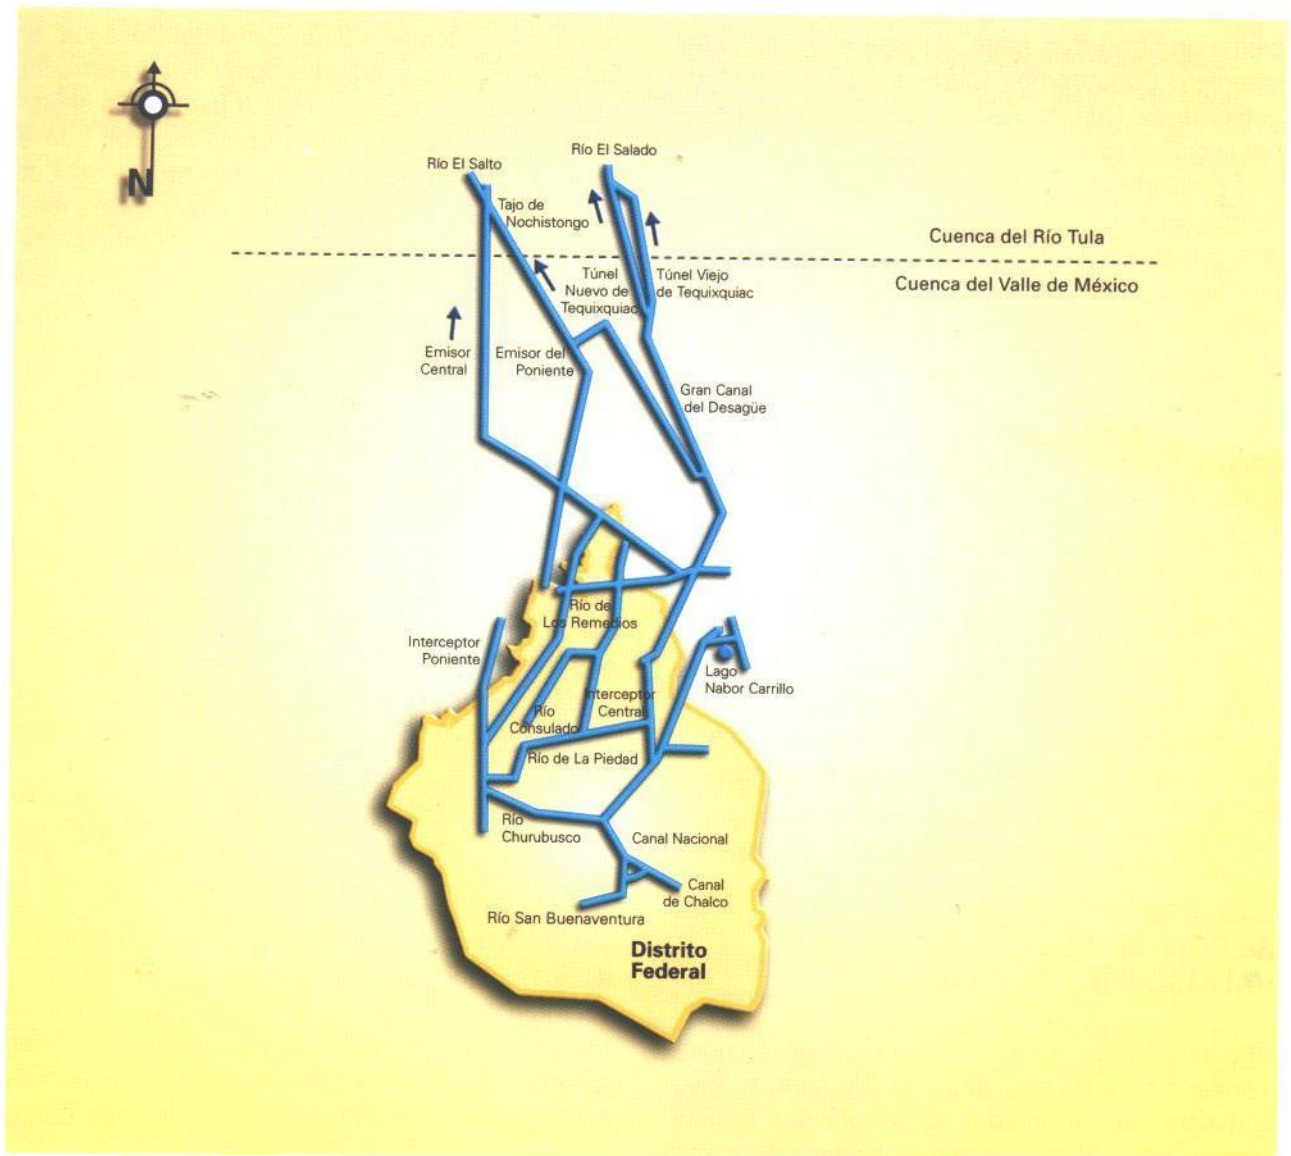 N
Río El Salto
Río El Salado
Tajo de
Nochistongo
Cuenca del Río Tula
Cuenca del Valle de México
Túnel
Nuevo de
Tequixquiac
Túnel Viejo
de Tequixquiac
Emisor
Central
Emisor del
Poniente
Gran Canal
del Desagüe
Río de
Los Remedios
Interceptor
Poniente
Lago
Nabor Carrillo
Interceptor
Central
Río
Consulado
Río de La Piedad
Río
Churubusco
Canal Nacional
Canal
de Chalco
Río San Buenaventura
Distrito
Federal